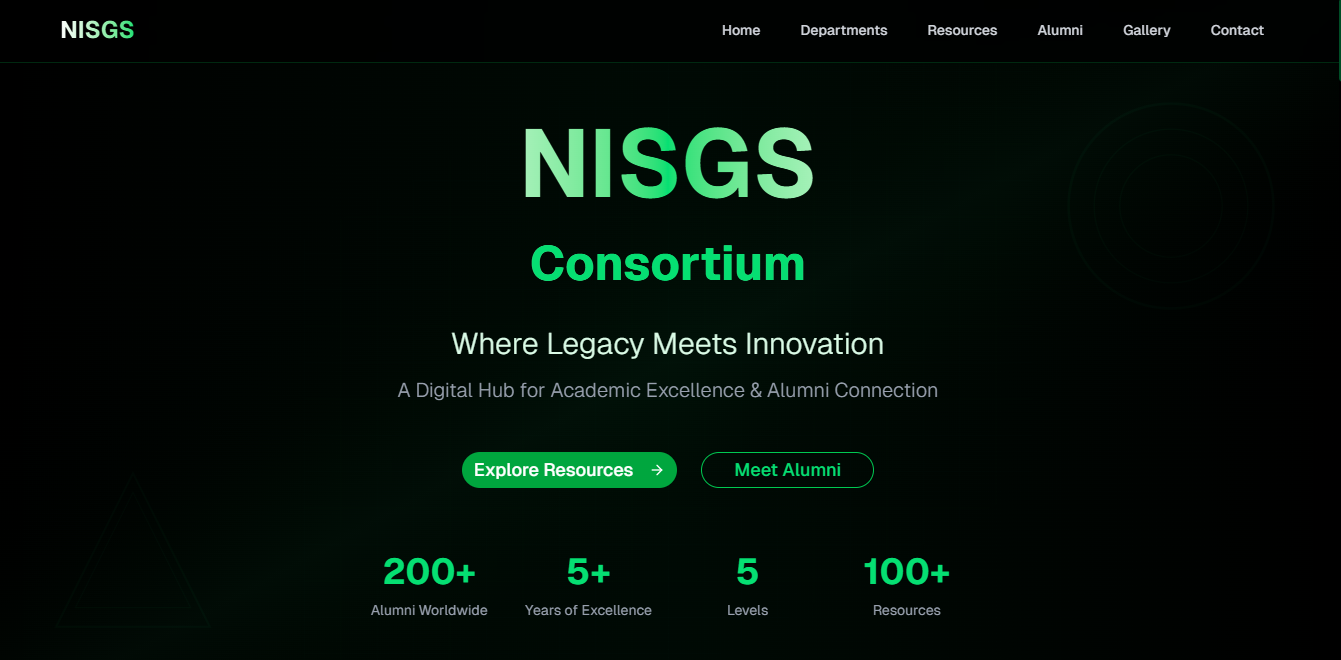 NISGS
Home Departments Resources Alumni Gallery Contact
NISGS
Consortium
Where Legacy Meets Innovation
A Digital Hub for Academic Excellence & Alumni Connection
Explore Resources →
Meet Alumni
200+ 5+ 5 100+
Alumni Worldwide Years of Excellence Levels Resources